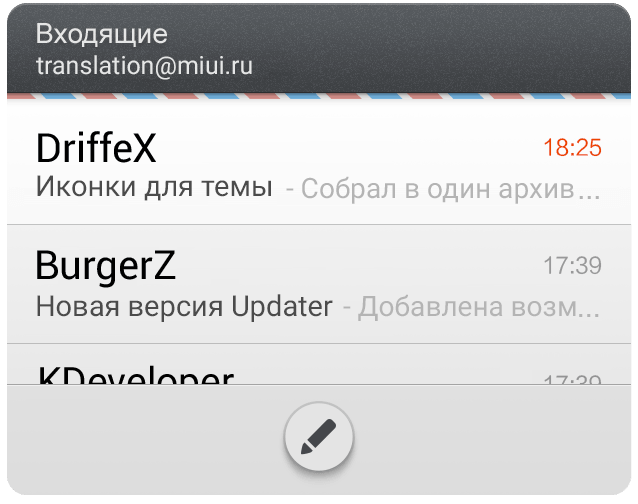 Входящие
translation@miui.ru
DriffeX 18:25
Иконки для темы - Собрал в один архив...
BurgerZ 17:39
Новая версия Updater - Добавлена возм...
KDeveloper 17:39